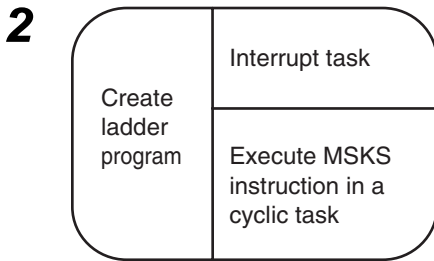 2
Create
ladder
program
Interrupt task
Execute MSKS
instruction in a
cyclic task